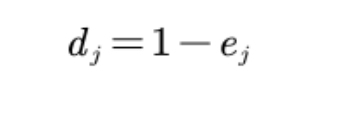 d_j = 1 - e_j